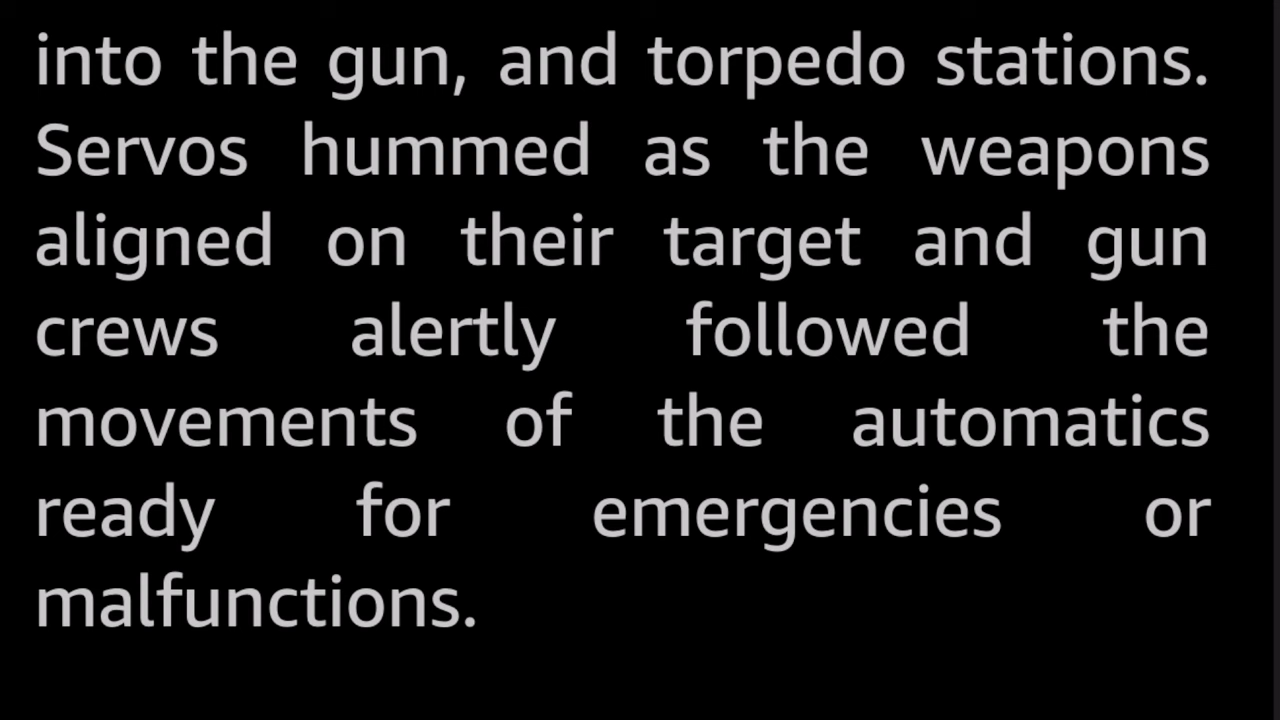 into the gun, and torpedo stations.
Servos hummed as the weapons
aligned on their target and gun
crews alertly followed the
movements of the automatics
ready for emergencies or
malfunctions.